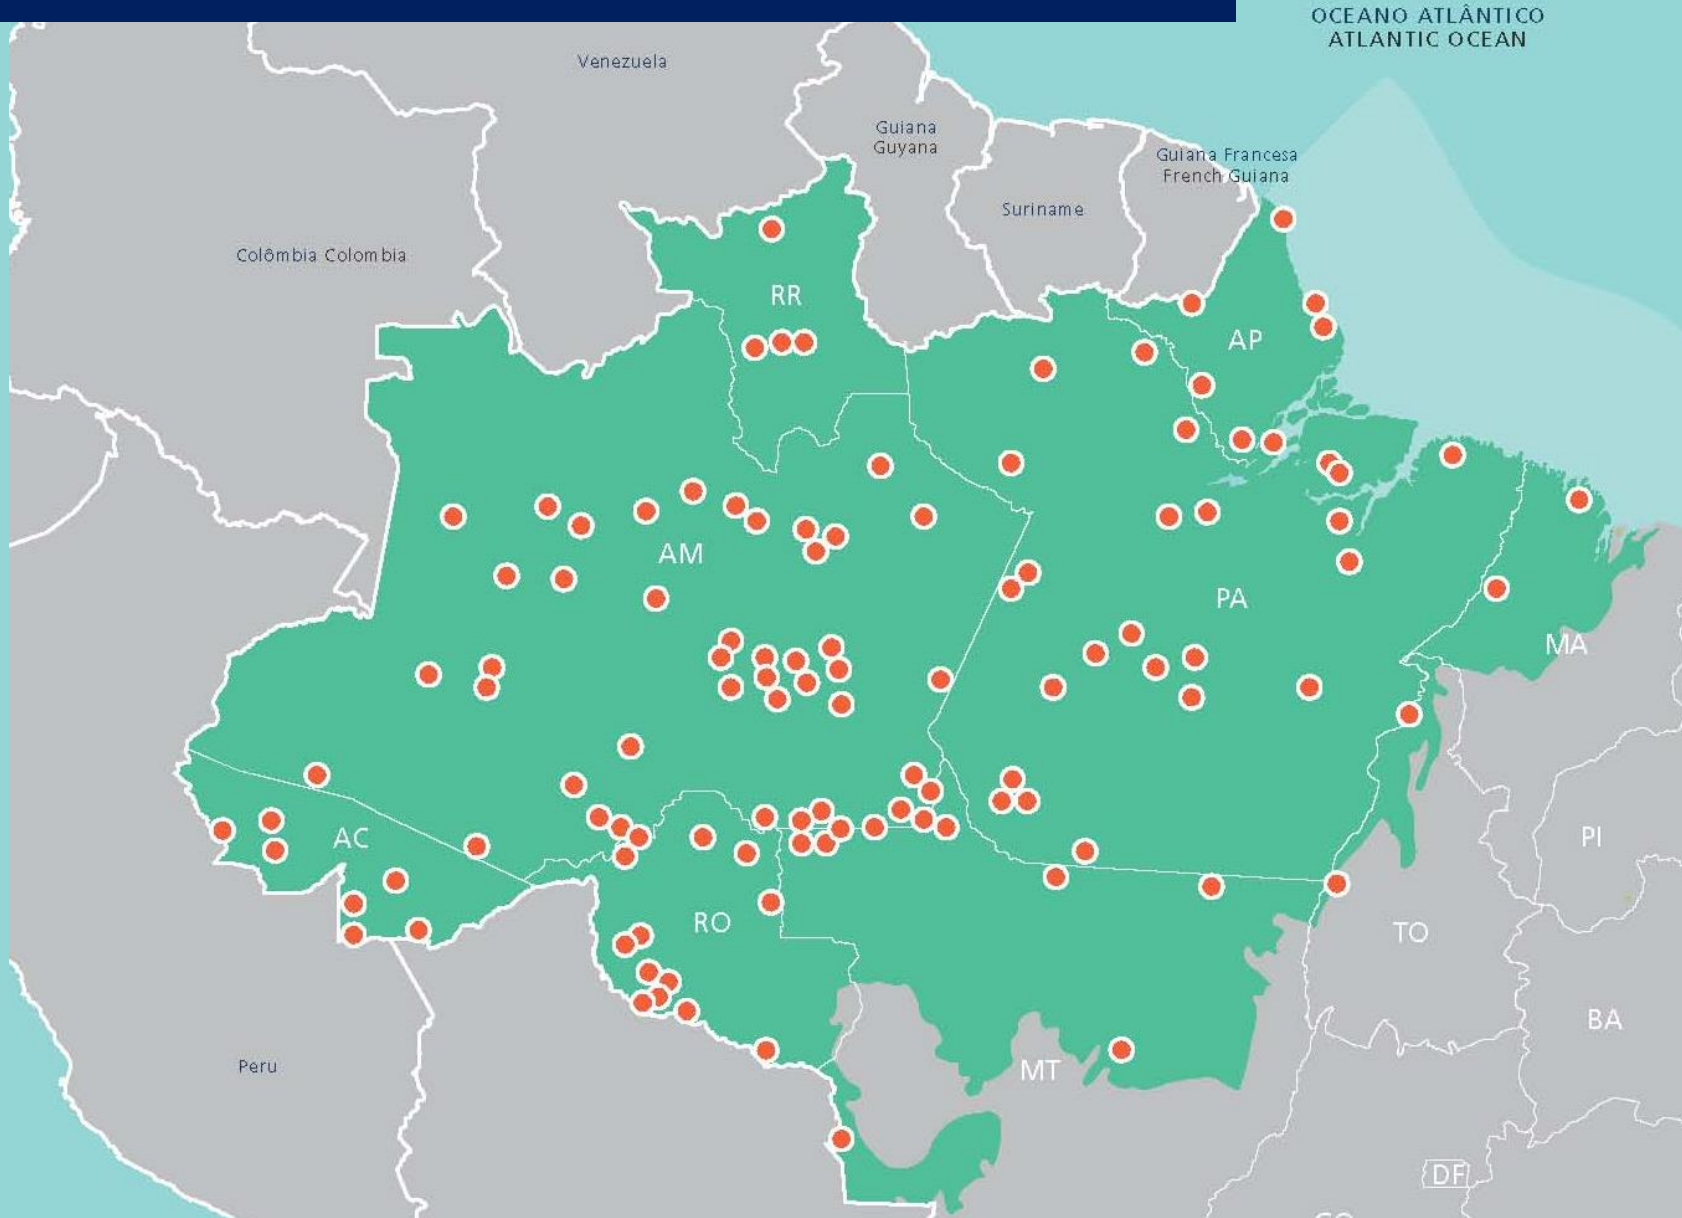 OCEANO ATLÂNTICO
ATLANTIC OCEAN
Venezuela
Guiana
Guyana
Guiana Francesa
French Guiana
Suriname
Colômbia Colombia
RR
AP
AM
PA
MA
AC
PI
RO
TO
BA
Peru
MT
DF